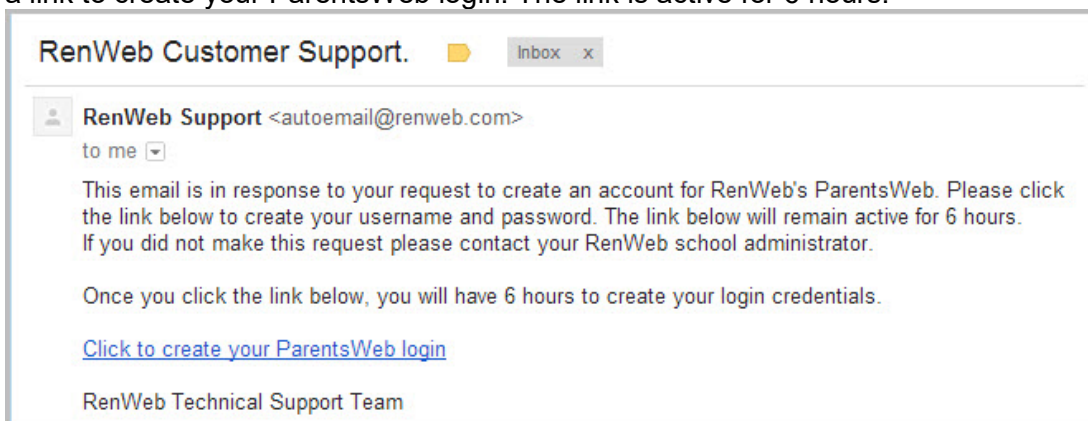 a link to create your ParentsWeb login. The link is active for 6 hours.
RenWeb Customer Support. Inbox x
RenWeb Support <autoemail@renweb.com>
to me
This email is in response to your request to create an account for RenWeb's ParentsWeb. Please click
the link below to create your username and password. The link below will remain active for 6 hours.
If you did not make this request please contact your RenWeb school administrator.
Once you click the link below, you will have 6 hours to create your login credentials.
Click to create your ParentsWeb login
RenWeb Technical Support Team